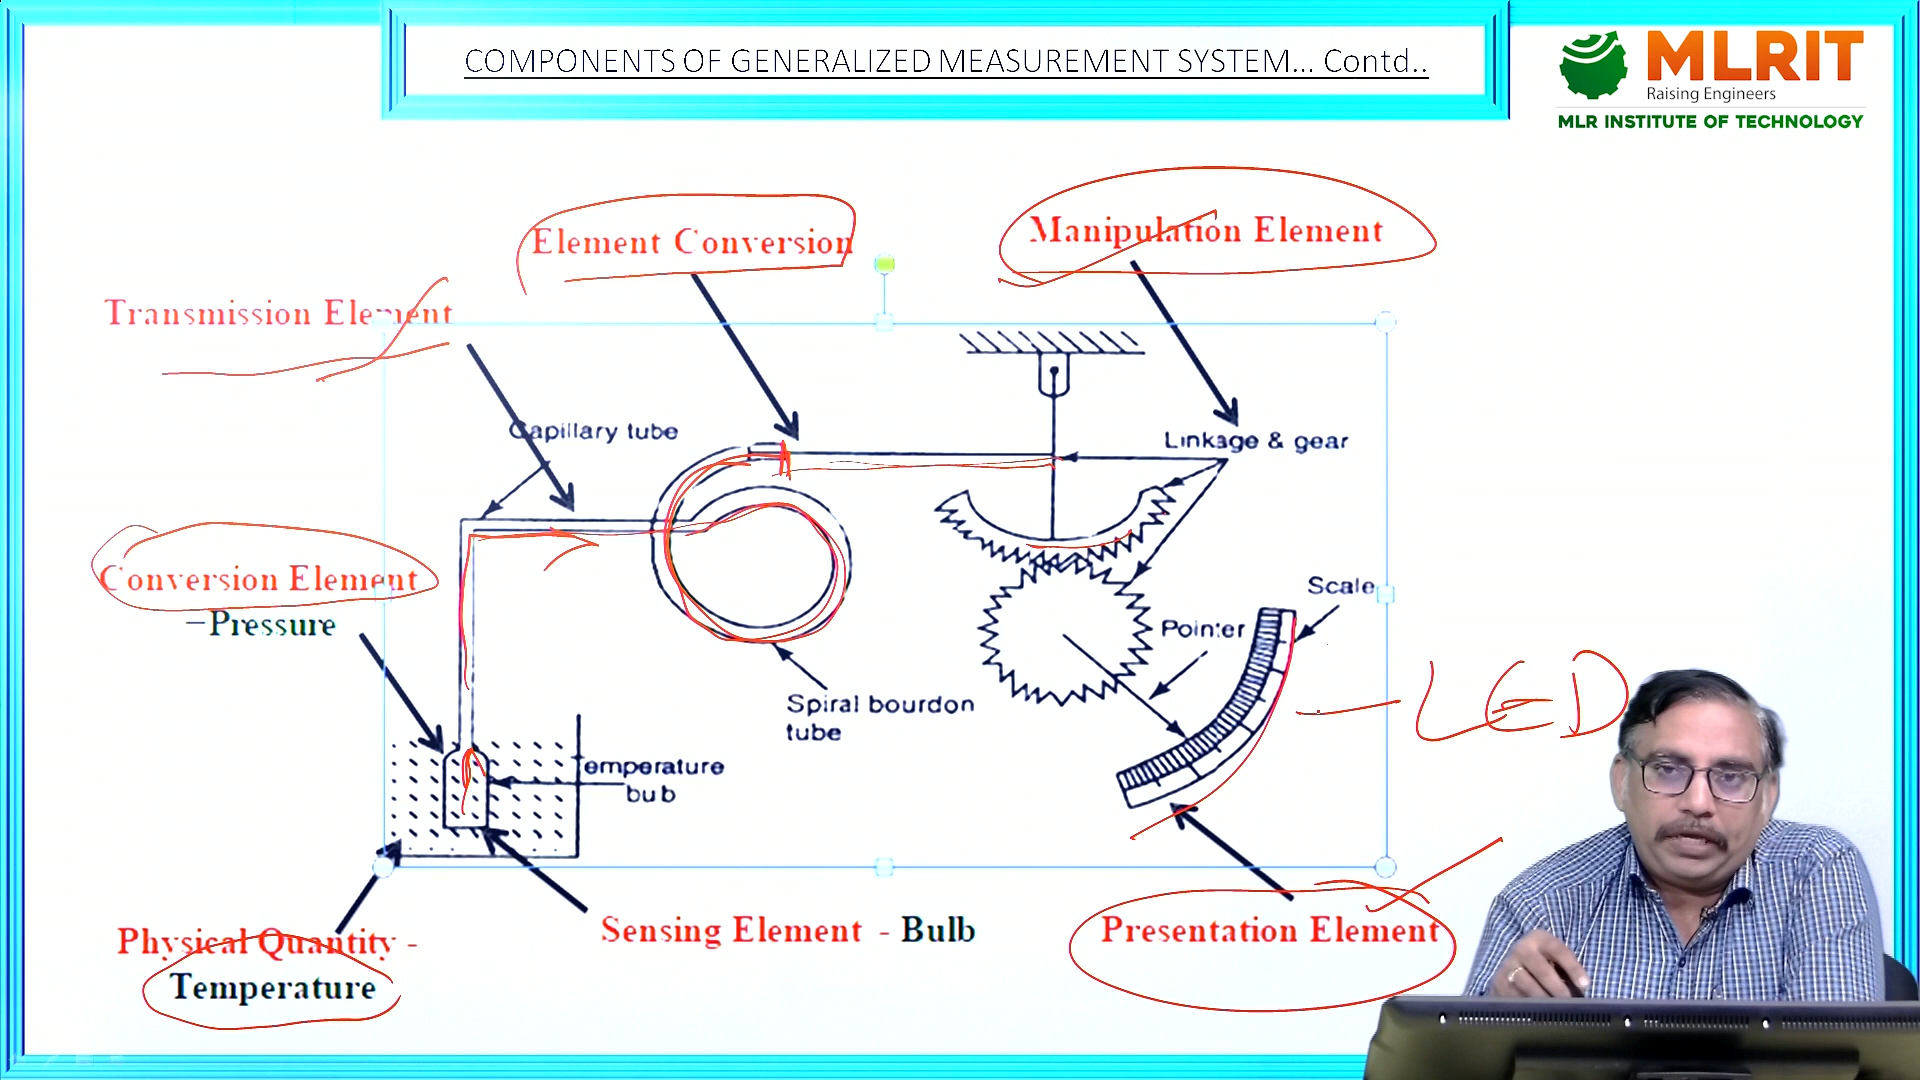 COMPONENTS OF GENERALIZED MEASUREMENT SYSTEM... Contd..
MLRIT
Raising Engineers
MLR INSTITUTE OF TECHNOLOGY
Element Conversion
Manipulation Element
Transmission Element
Capillary tube
Linkage & gear
Conversion Element
-Pressure
Scale
Pointer
LED
Spiral bourdon
tube
Temperature
bub
Physical Quantity -
Temperature
Sensing Element - Bulb
Presentation Element